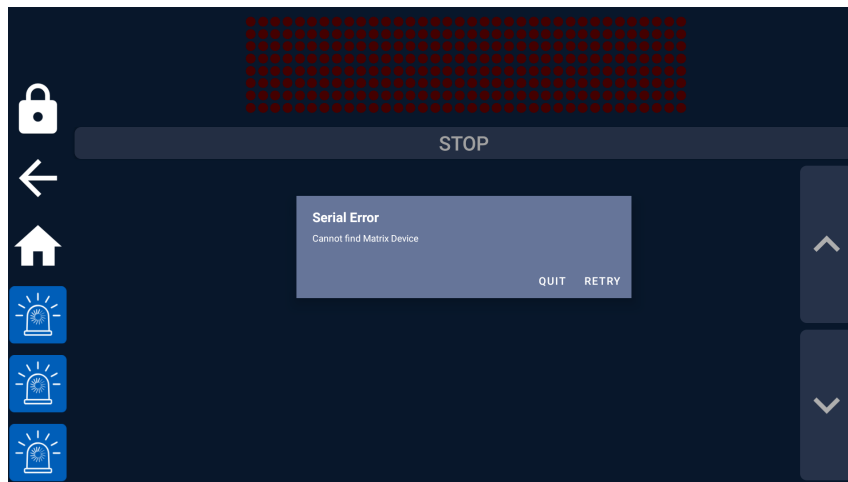 STOP
Serial Error
Cannot find Matrix Device
QUIT RETRY